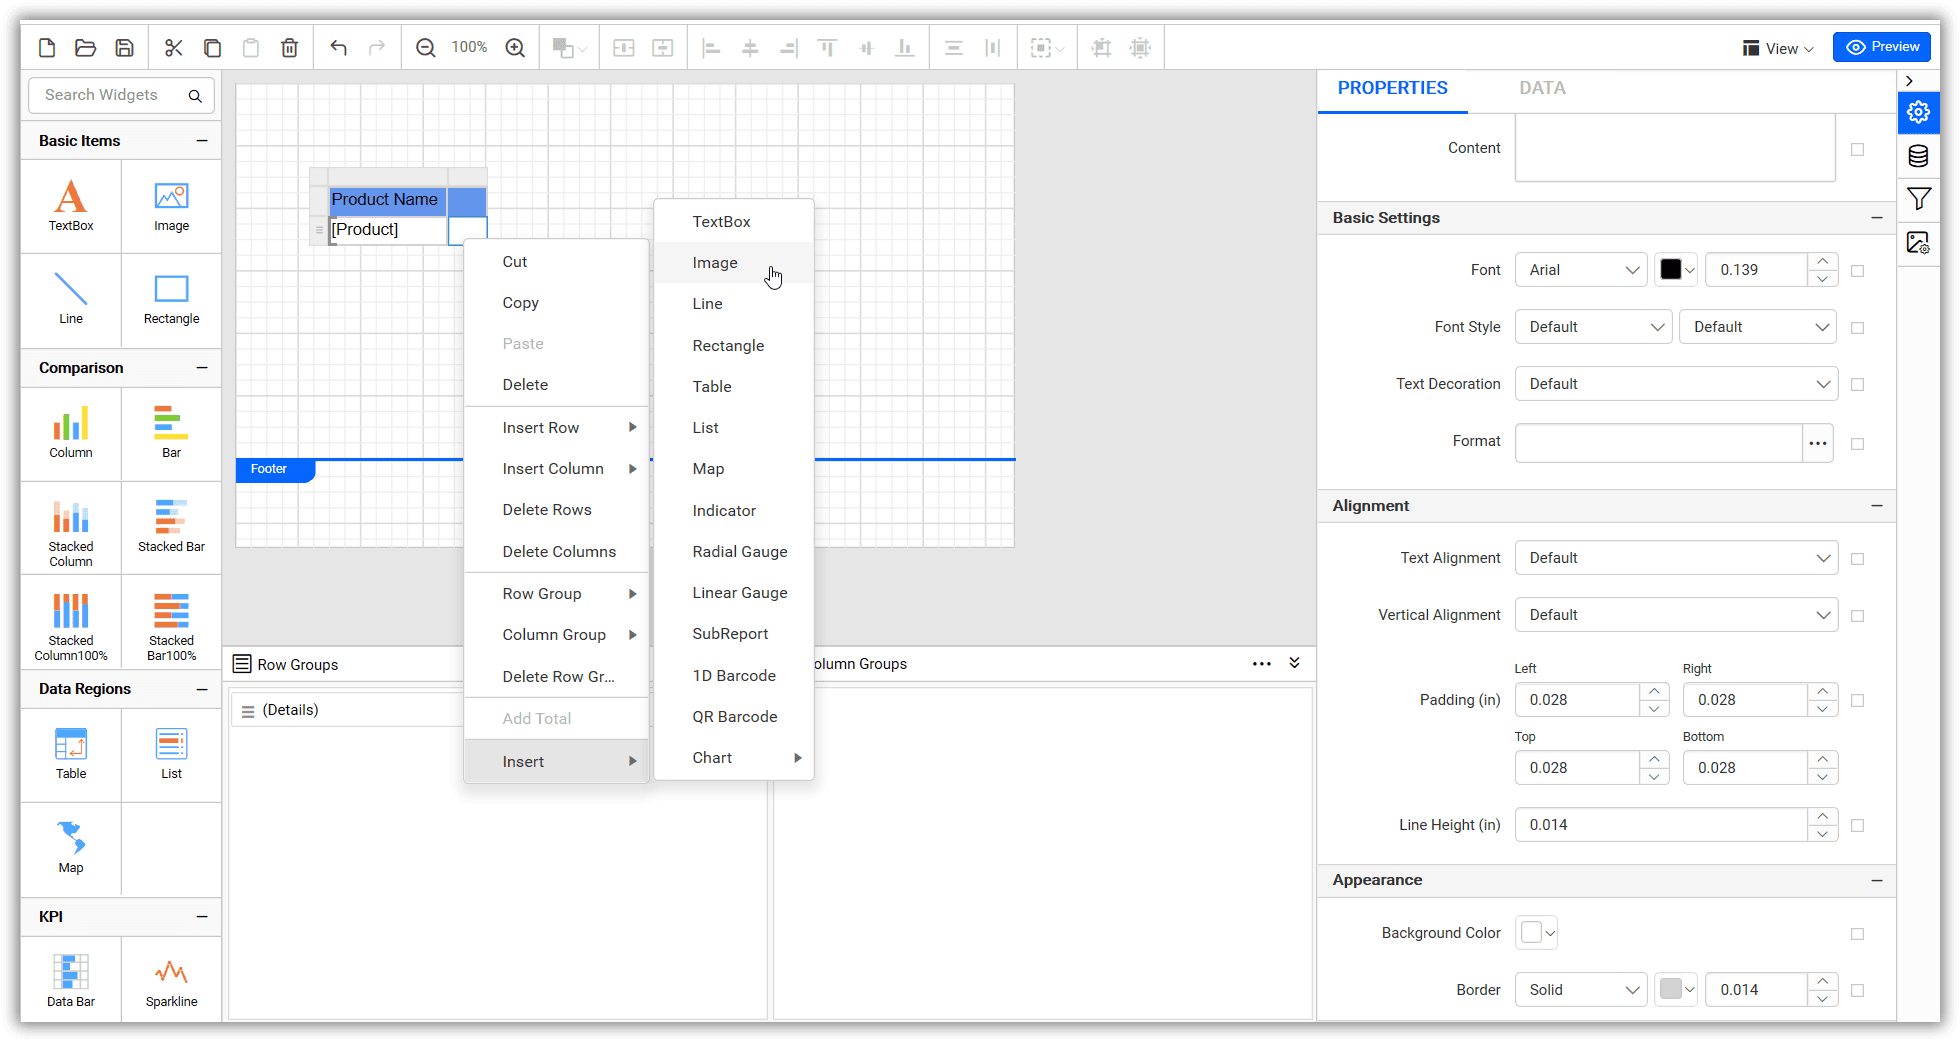 100%
View
Preview
Search Widgets
Basic Items
TextBox
Image
Line
Rectangle
Comparison
Column
Bar
Stacked
Column
Stacked Bar
Stacked
Column100%
Stacked
Bar100%
Data Regions
Table
List
Map
KPI
Data Bar
Sparkline
Product Name
[Product]
Footer
Cut
Copy
Paste
Delete
Insert Row
Insert Column
Delete Rows
Delete Columns
Row Group
Column Group
Delete Row Gr...
Add Total
Insert
TextBox
Image
Line
Rectangle
Table
List
Map
Indicator
Radial Gauge
Linear Gauge
SubReport
1D Barcode
QR Barcode
Chart
Row Groups
olumn Groups
(Details)
PROPERTIES
DATA
Content
Basic Settings
Font
Arial
0.139
Font Style
Default
Default
Text Decoration
Default
Format
Alignment
Text Alignment
Default
Vertical Alignment
Default
Left
Right
Padding (in)
0.028
0.028
Top
Bottom
0.028
0.028
Line Height (in)
0.014
Appearance
Background Color
Border
Solid
0.014